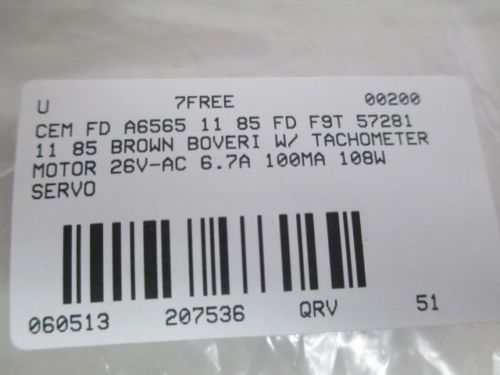 U 7FREE 00200
CEM FD A6565 11 85 FD F9T 57281
11 85 BROWN BOVERI W/ TACHOMETER
MOTOR 26V-AC 6.7A 100MA 108W
SERVO
060513 207536 QRV 51